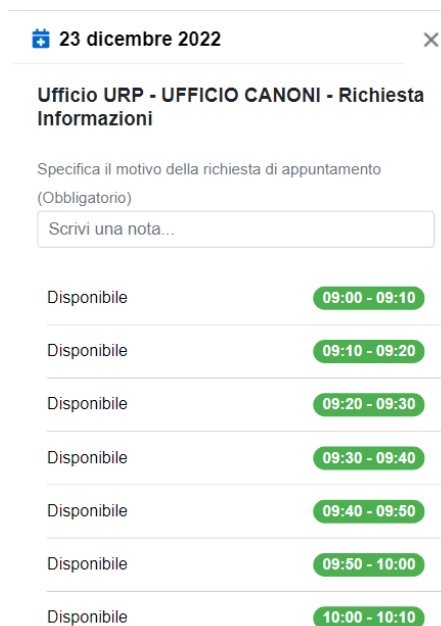 23 dicembre 2022
Ufficio URP - UFFICIO CANONI - Richiesta
Informazioni
Specifica il motivo della richiesta di appuntamento
(Obbligatorio)
Scrivi una nota...
Disponibile 09:00 - 09:10
Disponibile 09:10 - 09:20
Disponibile 09:20 - 09:30
Disponibile 09:30 - 09:40
Disponibile 09:40 - 09:50
Disponibile 09:50 - 10:00
Disponibile 10:00 - 10:10